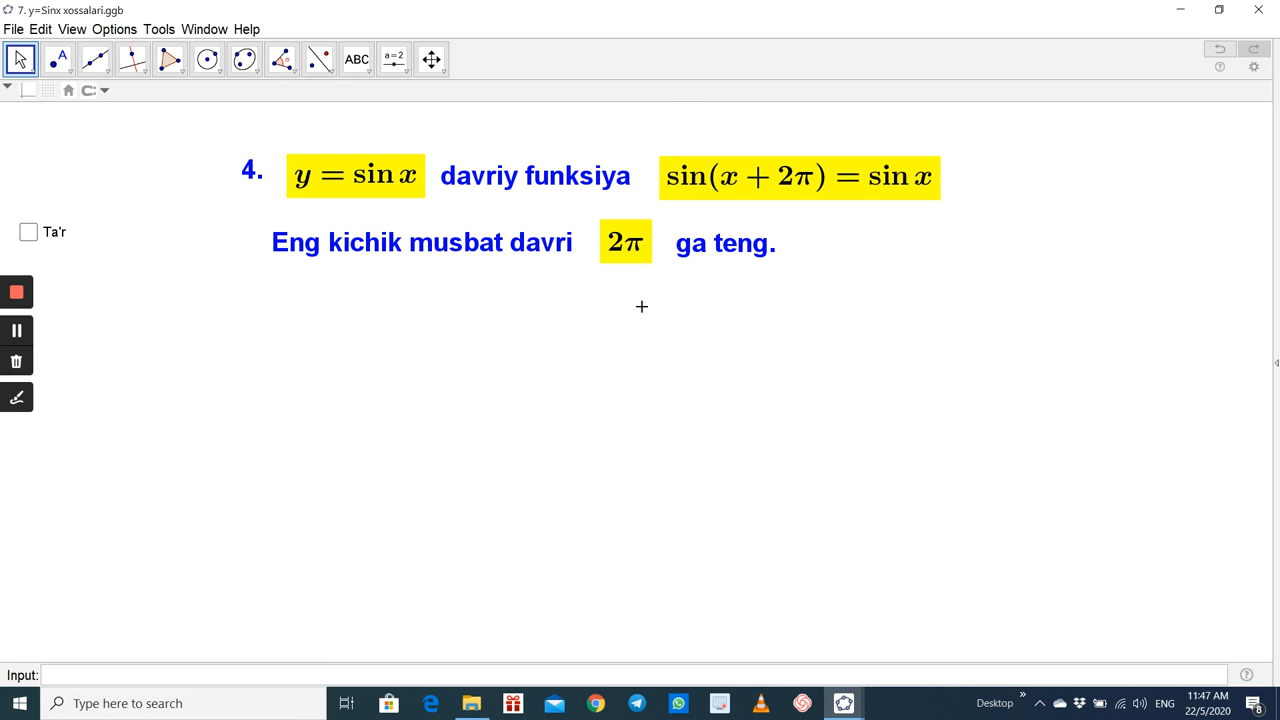 7. y=Sinx xossalari.ggb
File Edit View Options Tools Window Help
A
ABC
a=2
4. y = sin x davriy funksiya sin(x + 2π) = sin x
Ta'r
Eng kichik musbat davri 2π ga teng.
Input:
Type here to search
Desktop
»
ENG
11:47 AM
22/5/2020
8